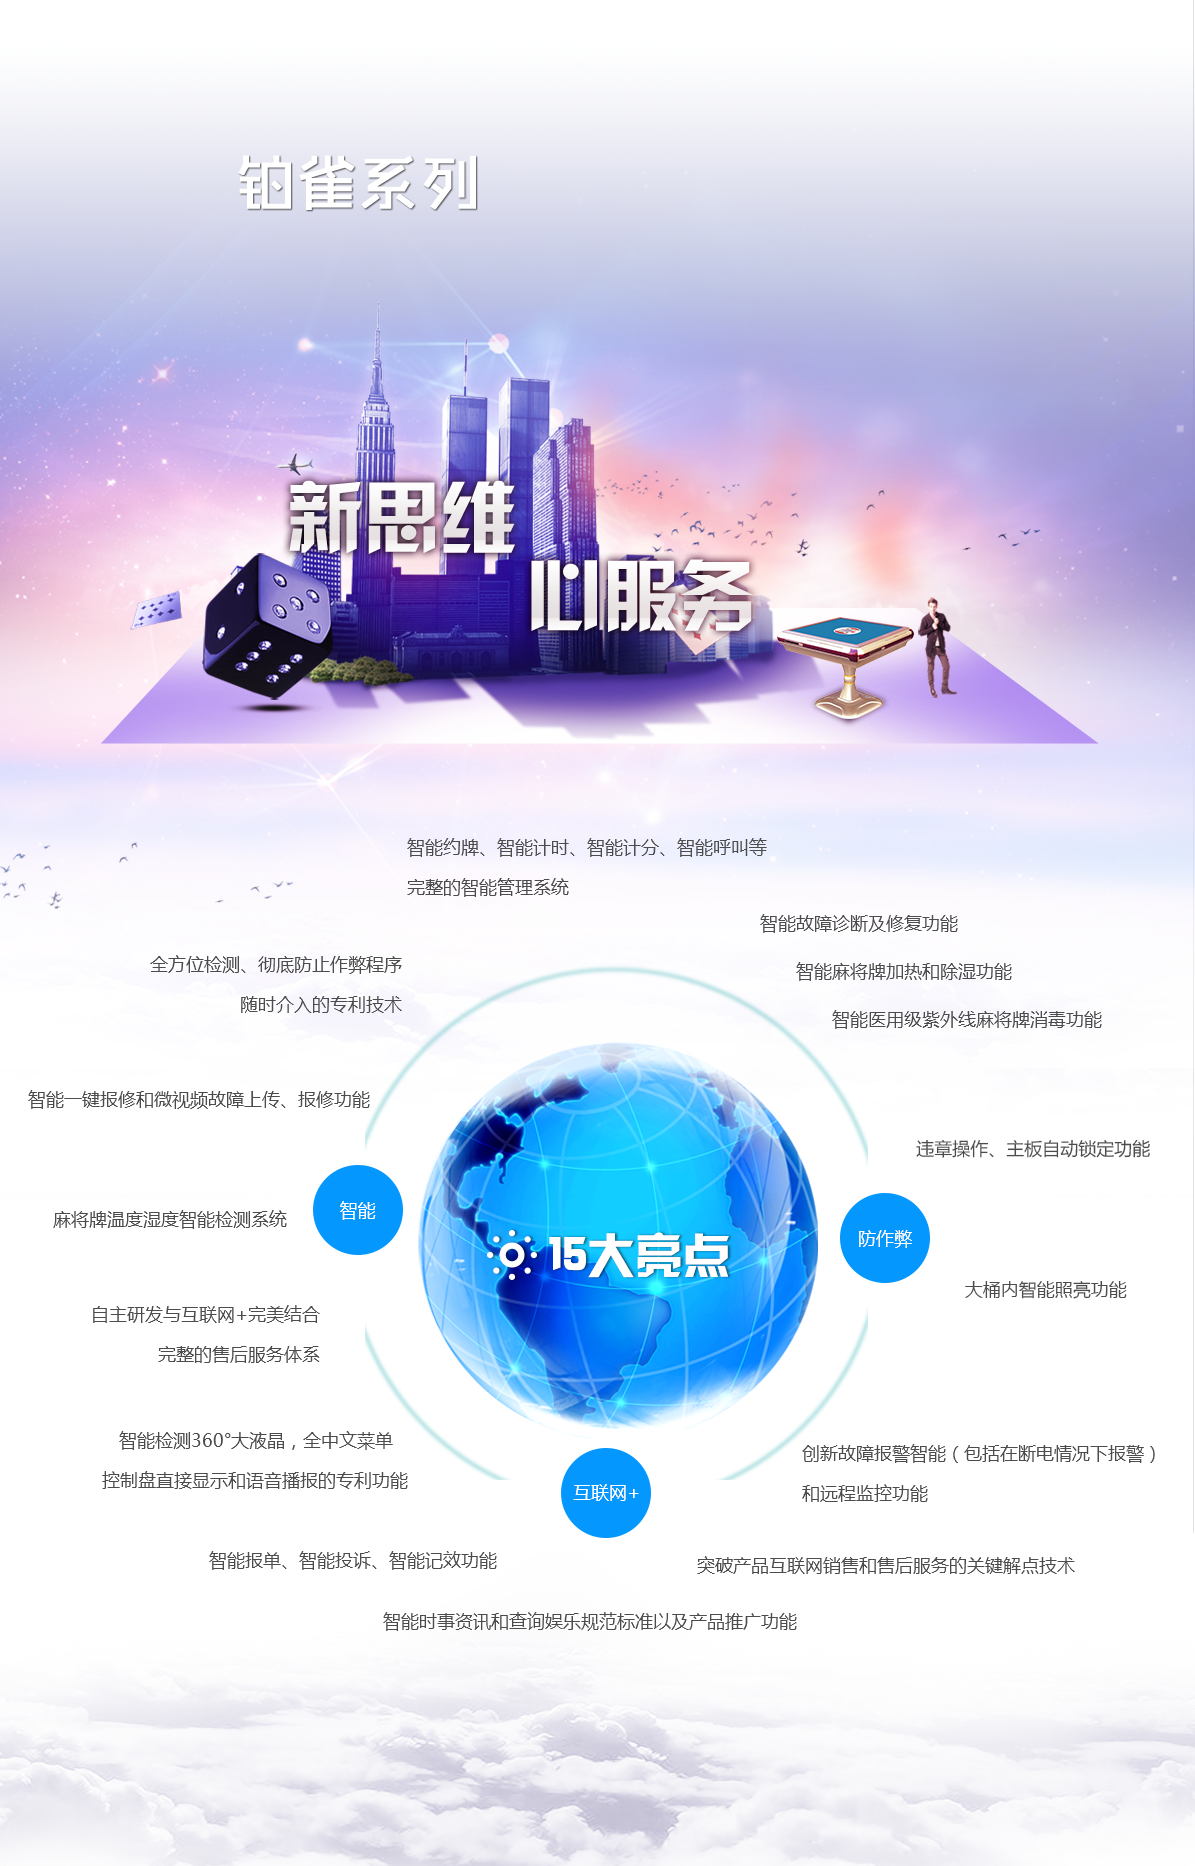 铂雀系列
新思维
心服务
智能约牌、智能计时、智能计分、智能呼叫等
完整的智能管理系统
智能故障诊断及修复功能
全方位检测、彻底防止作弊程序
随时介入的专利技术
智能麻将牌加热和除湿功能
智能医用级紫外线麻将牌消毒功能
智能一键报修和微视频故障上传、报修功能
违章操作、主板自动锁定功能
智能
麻将牌温度湿度智能检测系统
防作弊
15大亮点
大桶内智能照亮功能
自主研发与互联网+完美结合
完整的售后服务体系
智能检测360°大液晶，全中文菜单
控制盘直接显示和语音播报的专利功能
创新故障报警智能（包括在断电情况下报警）
和远程监控功能
互联网+
智能报单、智能投诉、智能记效功能
突破产品互联网销售和售后服务的关键解点技术
智能时事资讯和查询娱乐规范标准以及产品推广功能